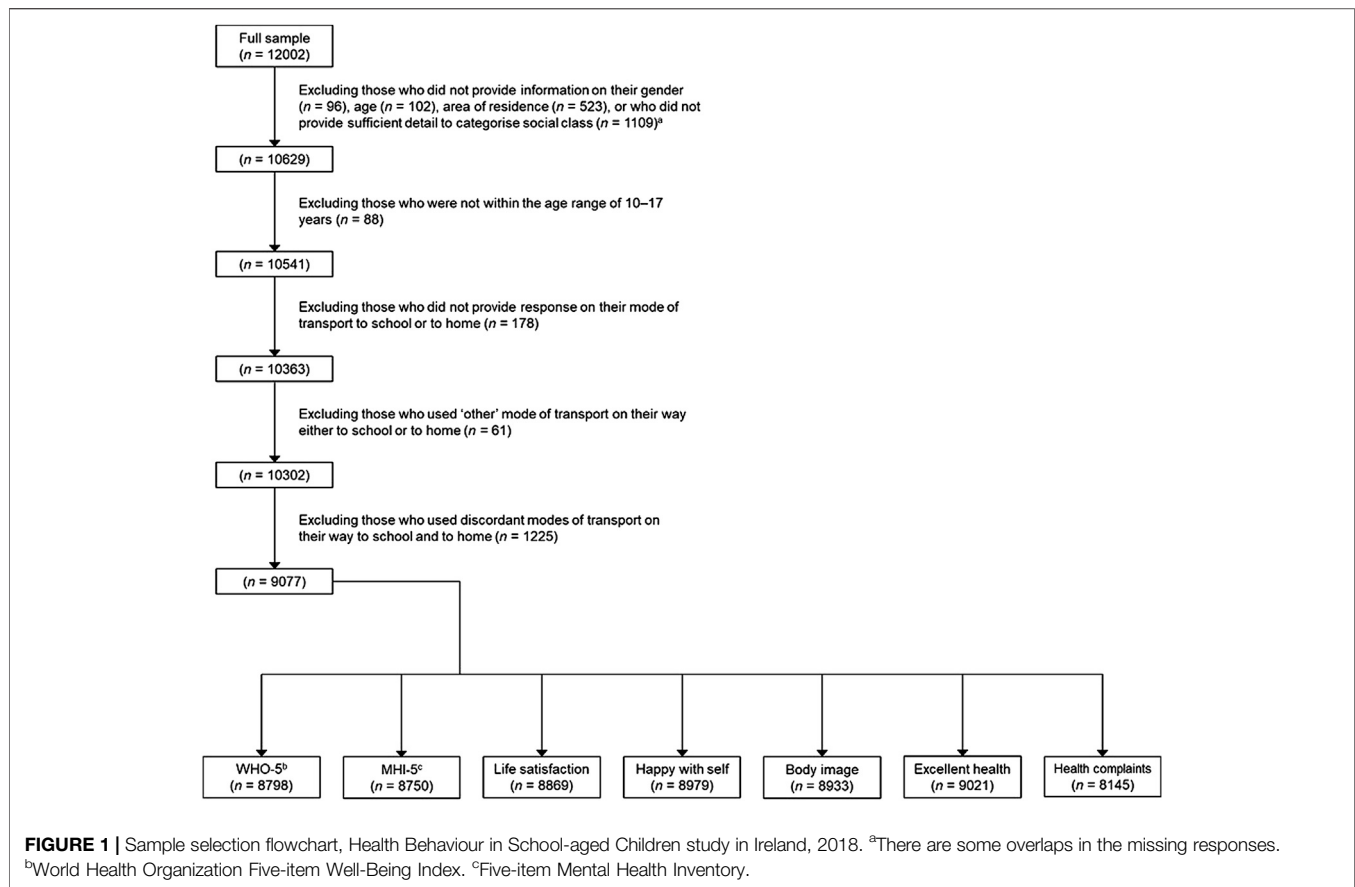 Full sample
(n = 12002)
Excluding those who did not provide information on their gender
(n = 96), age (n = 102), area of residence (n = 523), or who did not
provide sufficient detail to categorise social class (n = 1109)ᵃ
(n = 10629)
Excluding those who were not within the age range of 10–17
years (n = 88)
(n = 10541)
Excluding those who did not provide response on their mode of
transport to school or to home (n = 178)
(n = 10363)
Excluding those who used ‘other’ mode of transport on their way
either to school or to home (n = 61)
(n = 10302)
Excluding those who used discordant modes of transport on
their way to school and to home (n = 1225)
(n = 9077)
WHO-5ᵇ
(n = 8798)
MHI-5ᶜ
(n = 8750)
Life satisfaction
(n = 8869)
Happy with self
(n = 8979)
Body image
(n = 8933)
Excellent health
(n = 9021)
Health complaints
(n = 8145)
FIGURE 1 | Sample selection flowchart, Health Behaviour in School-aged Children study in Ireland, 2018. ᵃThere are some overlaps in the missing responses.
ᵇWorld Health Organization Five-item Well-Being Index. ᶜFive-item Mental Health Inventory.